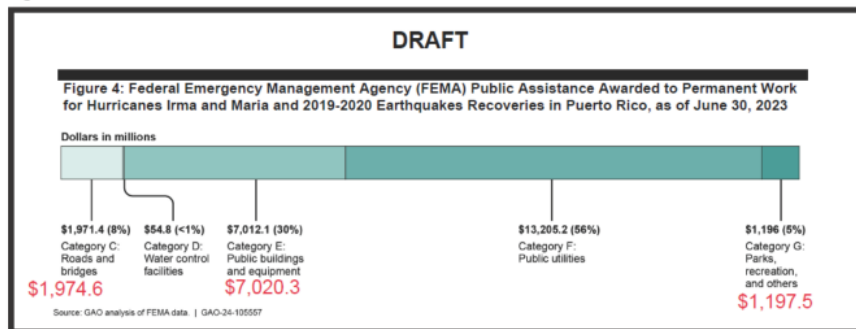 DRAFT
Figure 4: Federal Emergency Management Agency (FEMA) Public Assistance Awarded to Permanent Work
for Hurricanes Irma and Maria and 2019-2020 Earthquakes Recoveries in Puerto Rico, as of June 30, 2023
Dollars in millions
$1,971.4 (8%)
Category C:
Roads and
bridges
$1,974.6
$54.8 (<1%)
Category D:
Water control
facilities
$7,012.1 (30%)
Category E:
Public buildings
and equipment
$7,020.3
$13,205.2 (56%)
Category F:
Public utilities
$1,196 (5%)
Category G:
Parks,
recreation,
and others
$1,197.5
Source: GAO analysis of FEMA data. | GAO-24-105557